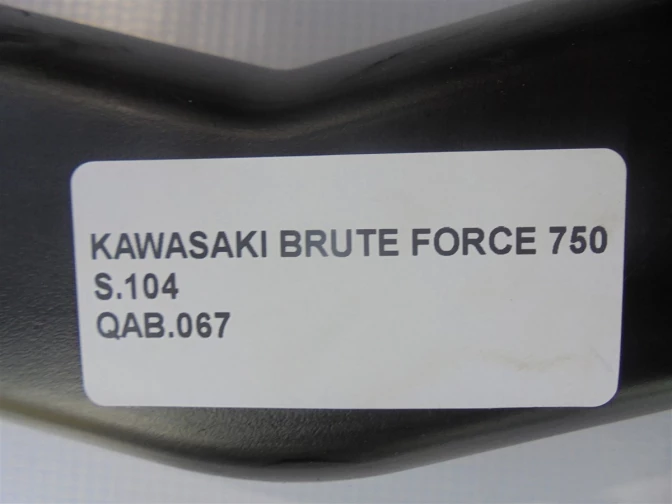 KAWASAKI BRUTE FORCE 750
S.104
QAB.067